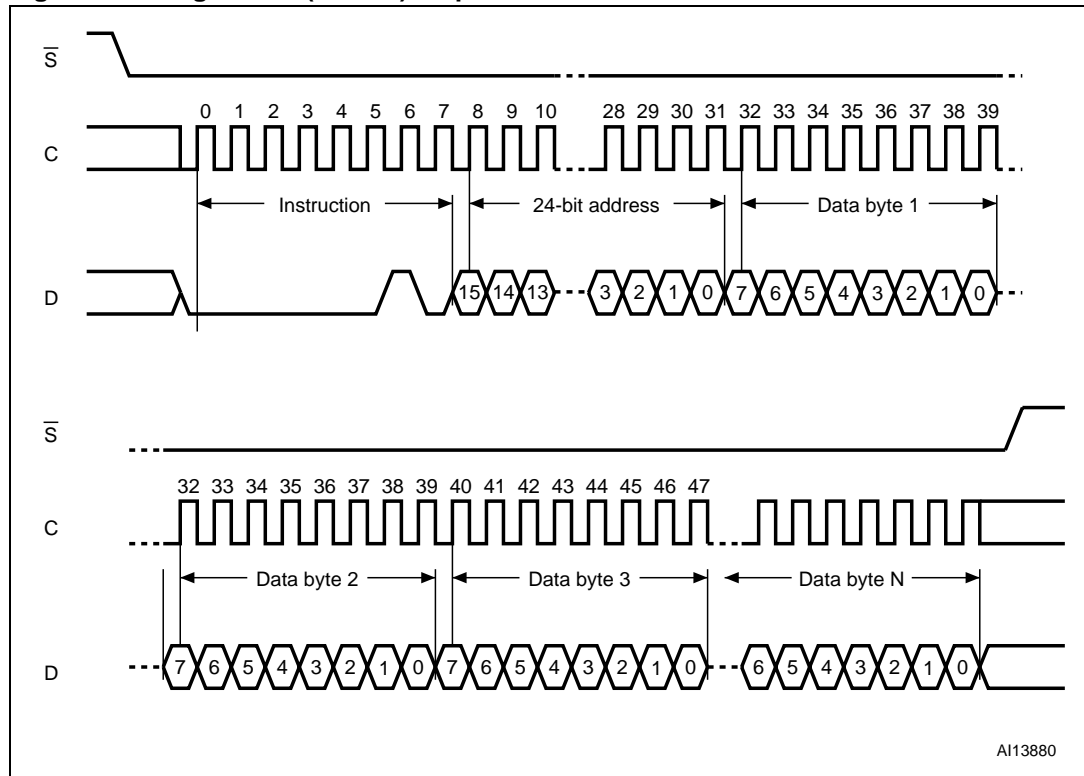 S̅
0 1 2 3 4 5 6 7 8 9 10 28 29 30 31 32 33 34 35 36 37 38 39
C
Instruction 24-bit address Data byte 1
D 15 14 13 3 2 1 0 7 6 5 4 3 2 1 0
S̅
32 33 34 35 36 37 38 39 40 41 42 43 44 45 46 47
C
Data byte 2 Data byte 3 Data byte N
D 7 6 5 4 3 2 1 0 7 6 5 4 3 2 1 0 6 5 4 3 2 1 0
AI13880